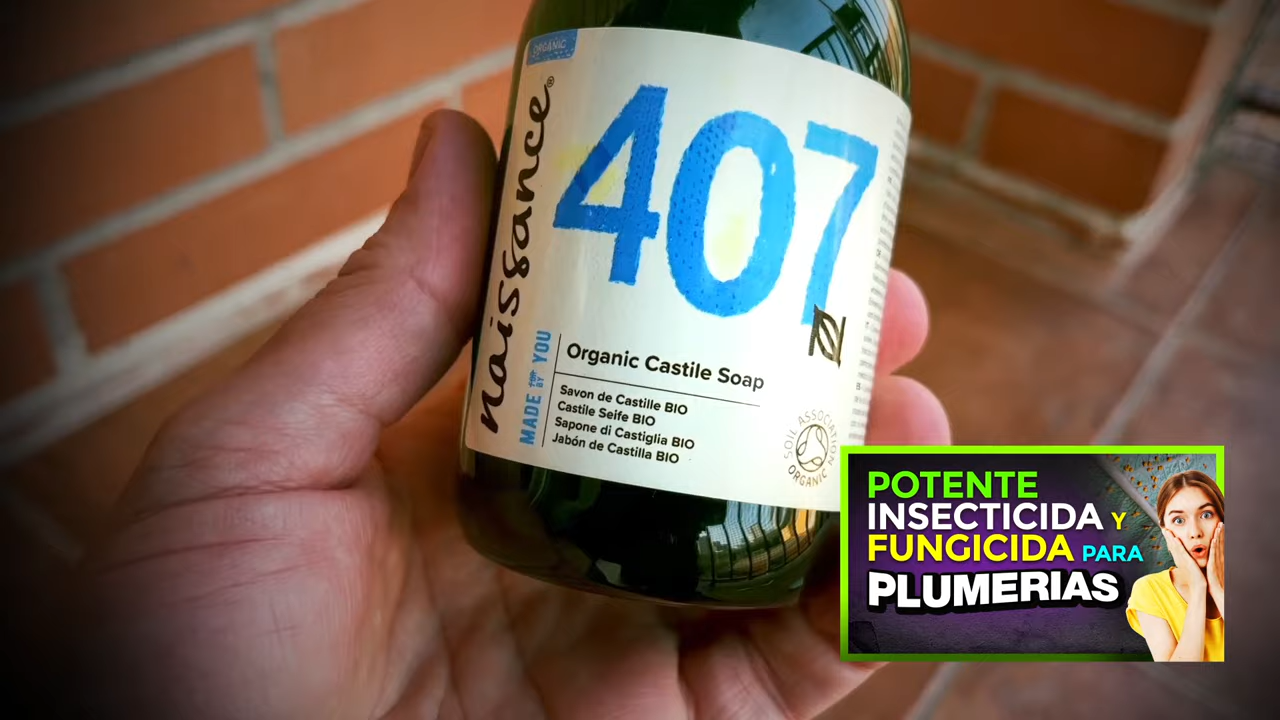 ORGANIC
naissance®
407
MADE FOR BY YOU
Organic Castile Soap
Savon de Castille BIO
Castile Seife BIO
Sapone di Castiglia BIO
Jabón de Castilla BIO
SOIL ASSOCIATION
ORGANIC
POTENTE
INSECTICIDA Y
FUNGICIDA PARA
PLUMERIAS